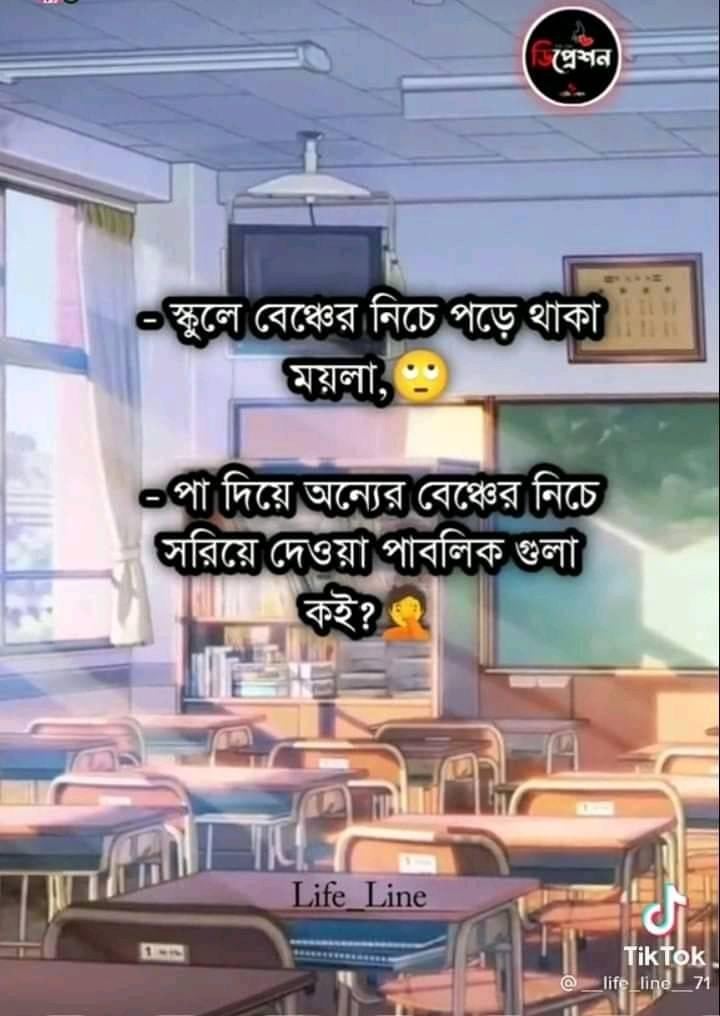 ডিপ্রেশন
- স্কুলে বেঞ্চের নিচে পড়ে থাকা
ময়লা,🙄
- পা দিয়ে অন্যের বেঞ্চের নিচে
সরিয়ে দেওয়া পাবলিক গুলা
কই?🤦
Life_Line
TikTok
@__life_line__71